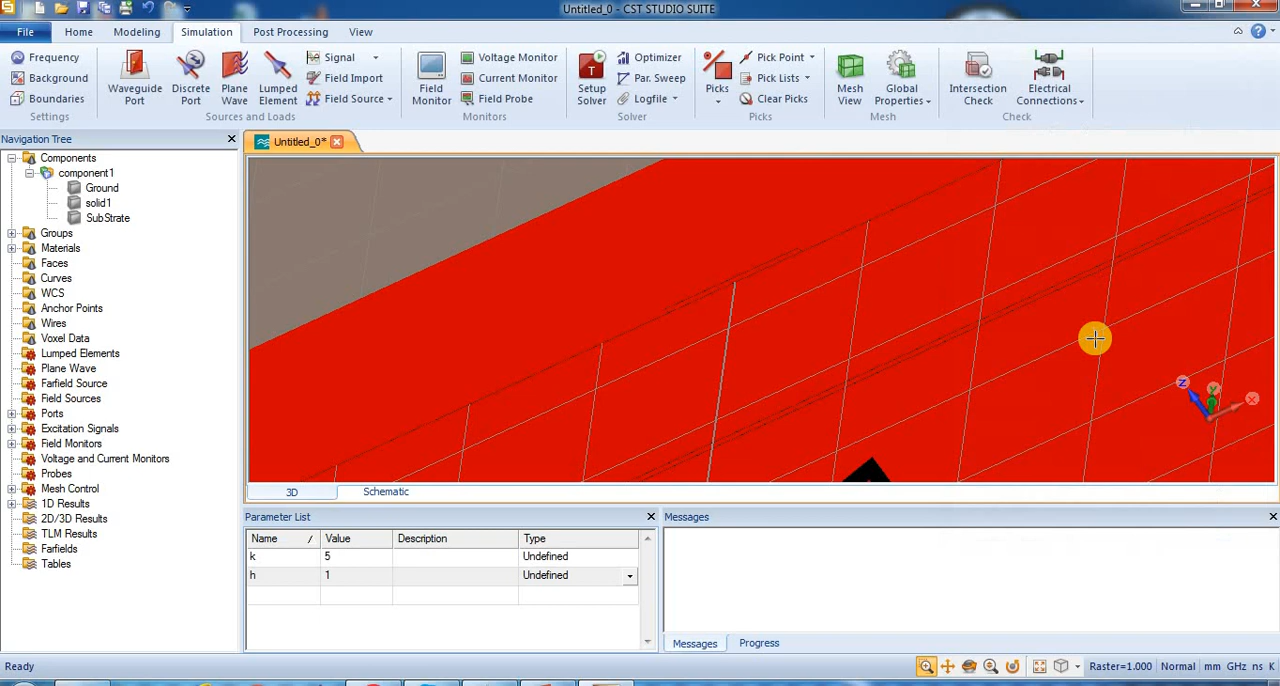 Untitled_0 - CST STUDIO SUITE
File Home Modeling Simulation Post Processing View
Frequency
Background
Boundaries
Settings
Waveguide Port
Discrete Port
Plane Wave
Lumped Element
Signal
Field Import
Field Source
Sources and Loads
Field Monitor
Voltage Monitor
Current Monitor
Field Probe
Monitors
Setup Solver
Optimizer
Par. Sweep
Logfile
Solver
Picks
Pick Point
Pick Lists
Clear Picks
Picks
Mesh View
Global Properties
Mesh
Intersection Check
Electrical Connections
Check
Navigation Tree
Untitled_0*
Components
component1
Ground
solid1
SubStrate
Groups
Materials
Faces
Curves
WCS
Anchor Points
Wires
Voxel Data
Lumped Elements
Plane Wave
Farfield Source
Field Sources
Ports
Excitation Signals
Field Monitors
Voltage and Current Monitors
Probes
Mesh Control
1D Results
2D/3D Results
TLM Results
Farfields
Tables
z y x
3D Schematic
Parameter List
Name / Value Description Type
k 5 Undefined
h 1 Undefined
Messages
Messages Progress
Ready
Raster=1.000 Normal mm GHz ns K